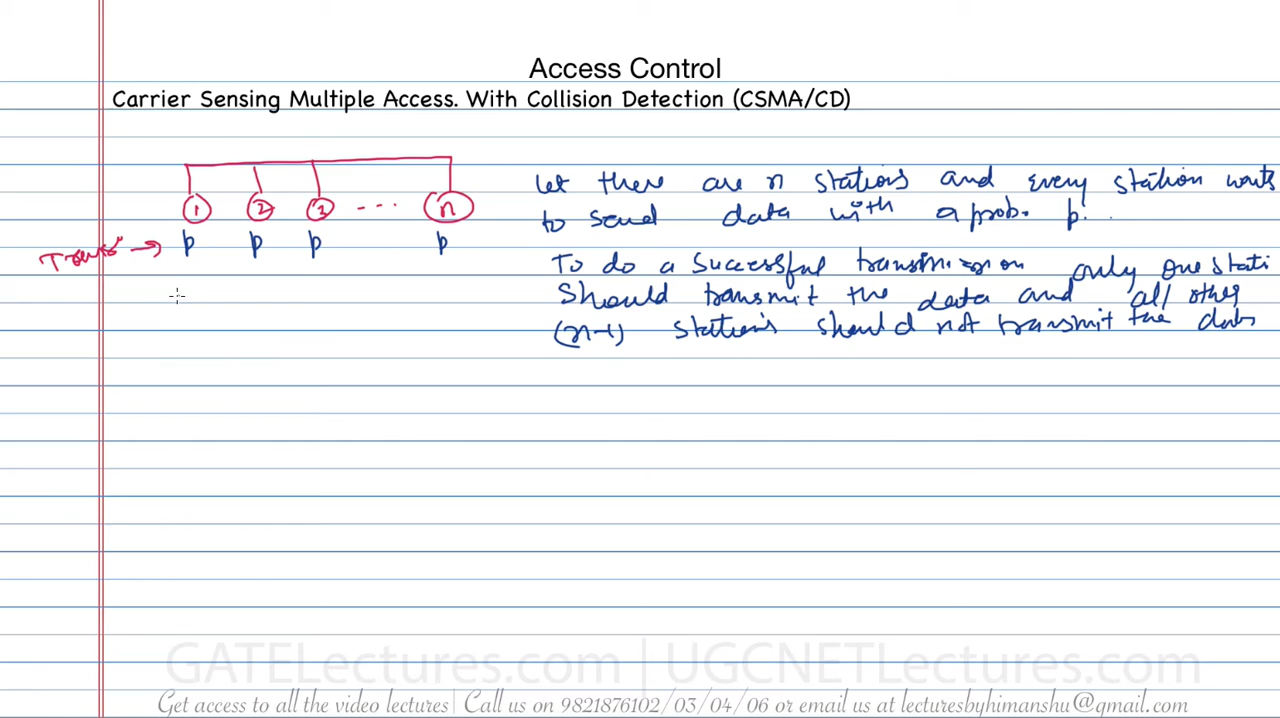 Access Control
Carrier Sensing Multiple Access. With Collision Detection (CSMA/CD)
1 2 3 ... n
Trans" → p p p p
let there are n stations and every station wants
to send data with a prob. p.
To do a successful transmission only one stati
should transmit the data and all other
(n-1) stations should not transmit the data
GATELectures.com | UGCNETLectures.com
Get access to all the video lectures| Call us on 9821876102/03/04/06 or email us at lecturesbyhimanshu@gmail.com